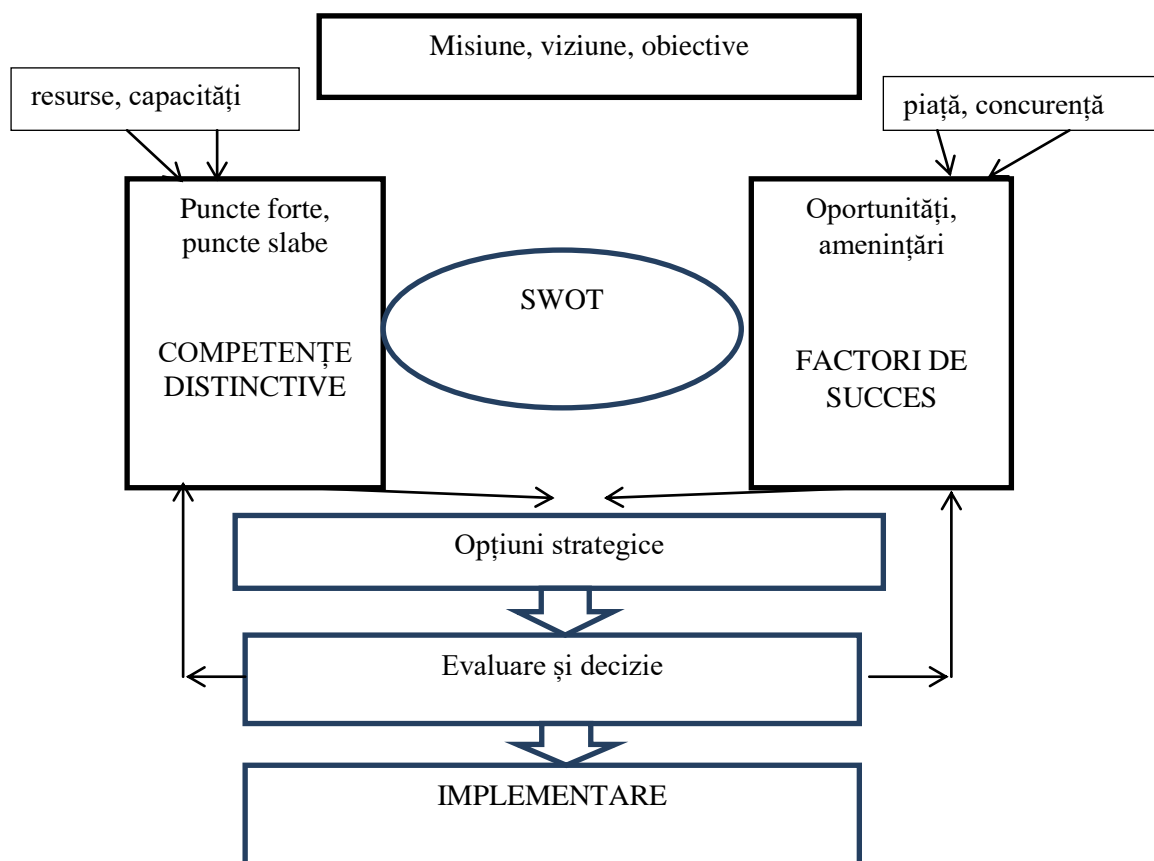 Misiune, viziune, obiective
resurse, capacități
piață, concurență
Puncte forte,
puncte slabe
COMPETENȚE
DISTINCTIVE
SWOT
Oportunități,
amenințări
FACTORI DE
SUCCES
Opțiuni strategice
Evaluare și decizie
IMPLEMENTARE